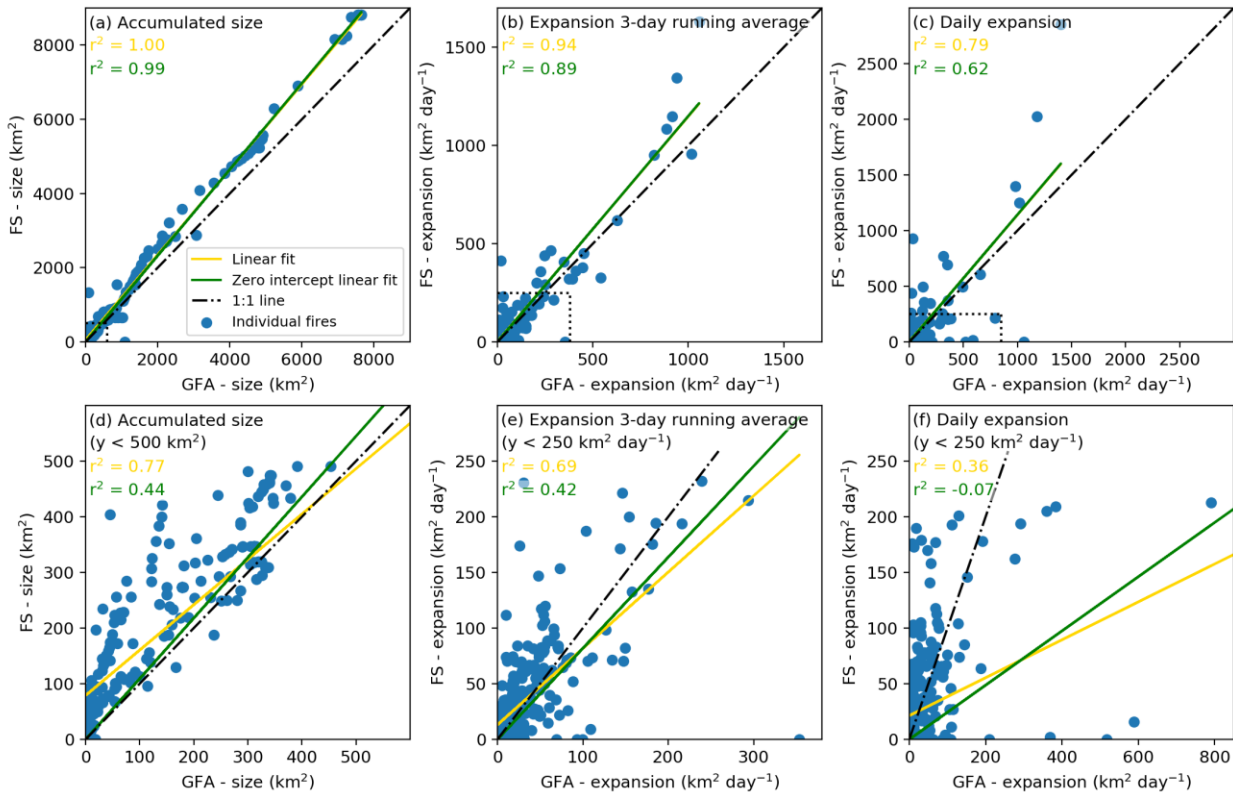 (a) Accumulated size
r² = 1.00
r² = 0.99
8000
6000
4000
2000
0
FS - size (km²)
Linear fit
Zero intercept linear fit
1:1 line
Individual fires
0 2000 4000 6000 8000
GFA - size (km²)
(b) Expansion 3-day running average
r² = 0.94
r² = 0.89
1500
1000
500
0
FS - expansion (km² day⁻¹)
0 500 1000 1500
GFA - expansion (km² day⁻¹)
(c) Daily expansion
r² = 0.79
r² = 0.62
2500
2000
1500
1000
500
0
FS - expansion (km² day⁻¹)
0 500 1000 1500 2000 2500
GFA - expansion (km² day⁻¹)
(d) Accumulated size
(y < 500 km²)
r² = 0.77
r² = 0.44
500
400
300
200
100
0
FS - size (km²)
0 100 200 300 400 500
GFA - size (km²)
(e) Expansion 3-day running average
(y < 250 km² day⁻¹)
r² = 0.69
r² = 0.42
250
200
150
100
50
0
FS - expansion (km² day⁻¹)
0 100 200 300
GFA - expansion (km² day⁻¹)
(f) Daily expansion
(y < 250 km² day⁻¹)
r² = 0.36
r² = -0.07
250
200
150
100
50
0
FS - expansion (km² day⁻¹)
0 200 400 600 800
GFA - expansion (km² day⁻¹)